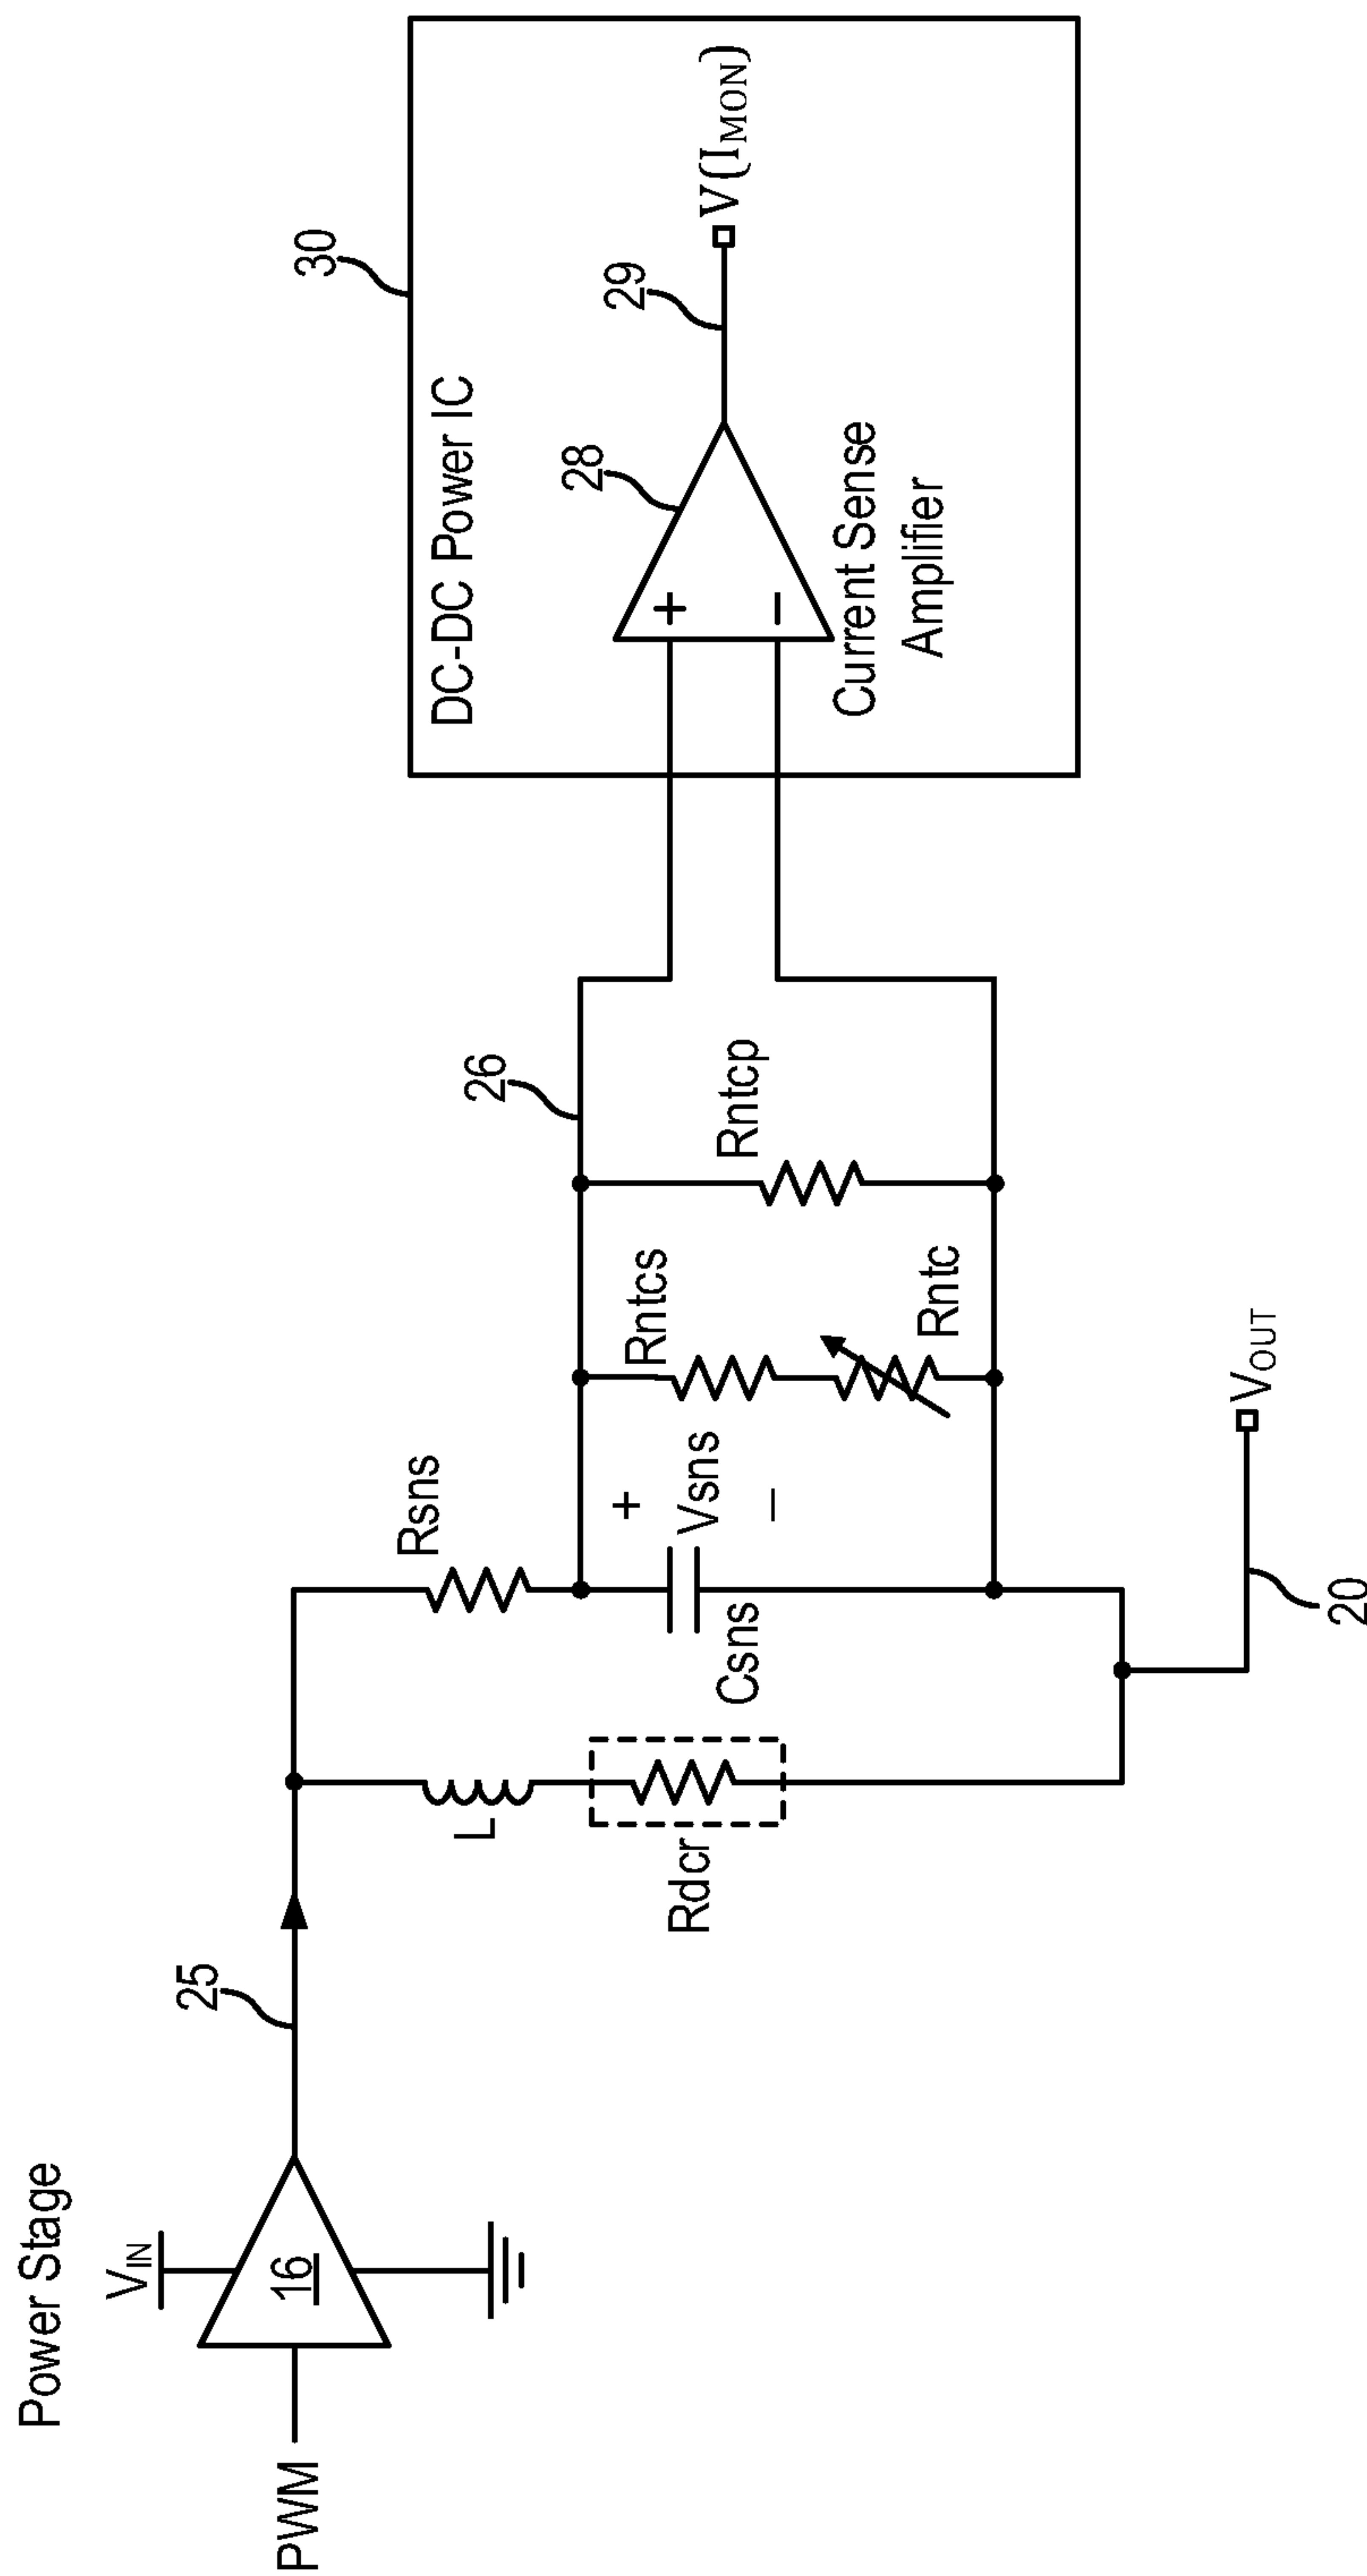 Power Stage
V_IN
16
PWM
25
L
Rdcr
Rsns
Csns
+
Vsns
−
Rntcs
Rntc
Rntcp
26
V_OUT
20
30
DC-DC Power IC
28
+
−
29
V(I_MON)
Current Sense
Amplifier